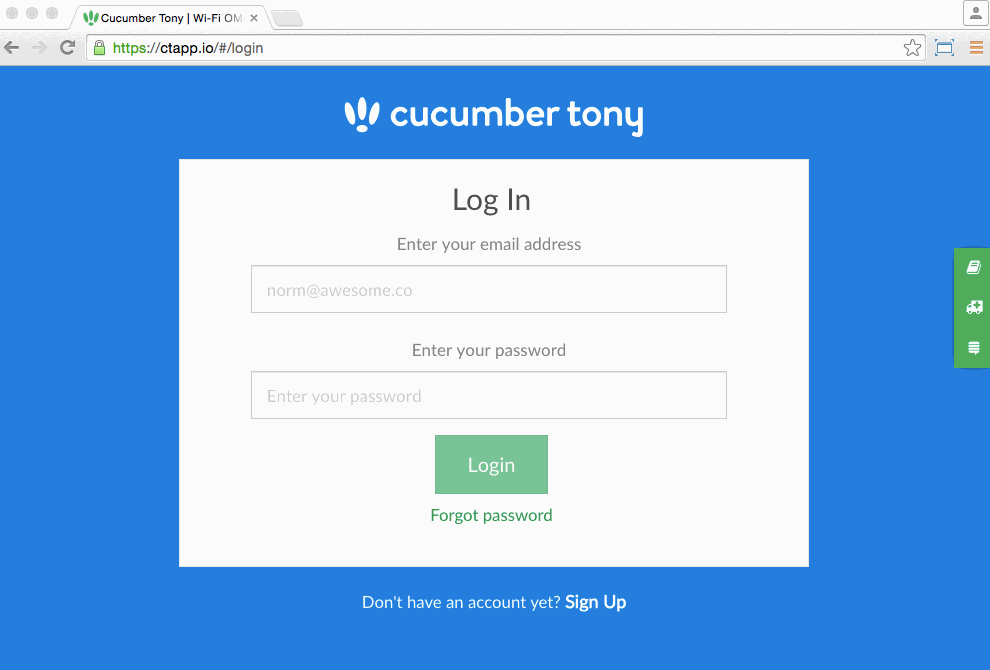 Cucumber Tony | Wi-Fi OM
https://ctapp.io/#/login
cucumber tony
Log In
Enter your email address
norm@awesome.co
Enter your password
Enter your password
Login
Forgot password
Don't have an account yet? Sign Up